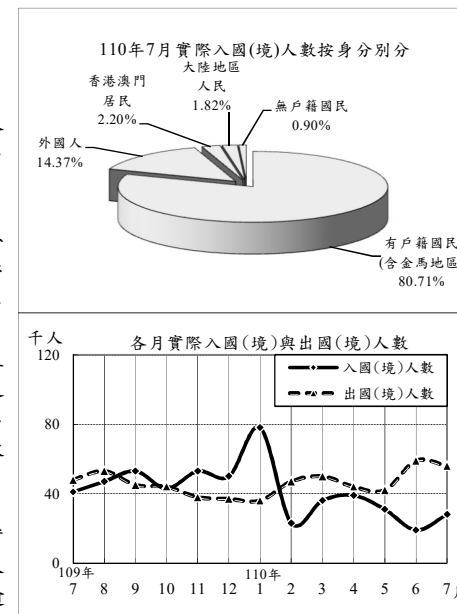 110年7月實際入國(境)人數按身分別分
大陸地區
人民
1.82%
香港澳門
居民
2.20%
無戶籍國民
0.90%
外國人
14.37%
有戶籍國民
(含金馬地區
80.71%
千人
各月實際入國(境)與出國(境)人數
入國(境)人數
出國(境)人數
120
80
40
0
109年
110年
7 8 9 10 11 12 1 2 3 4 5 6 7月